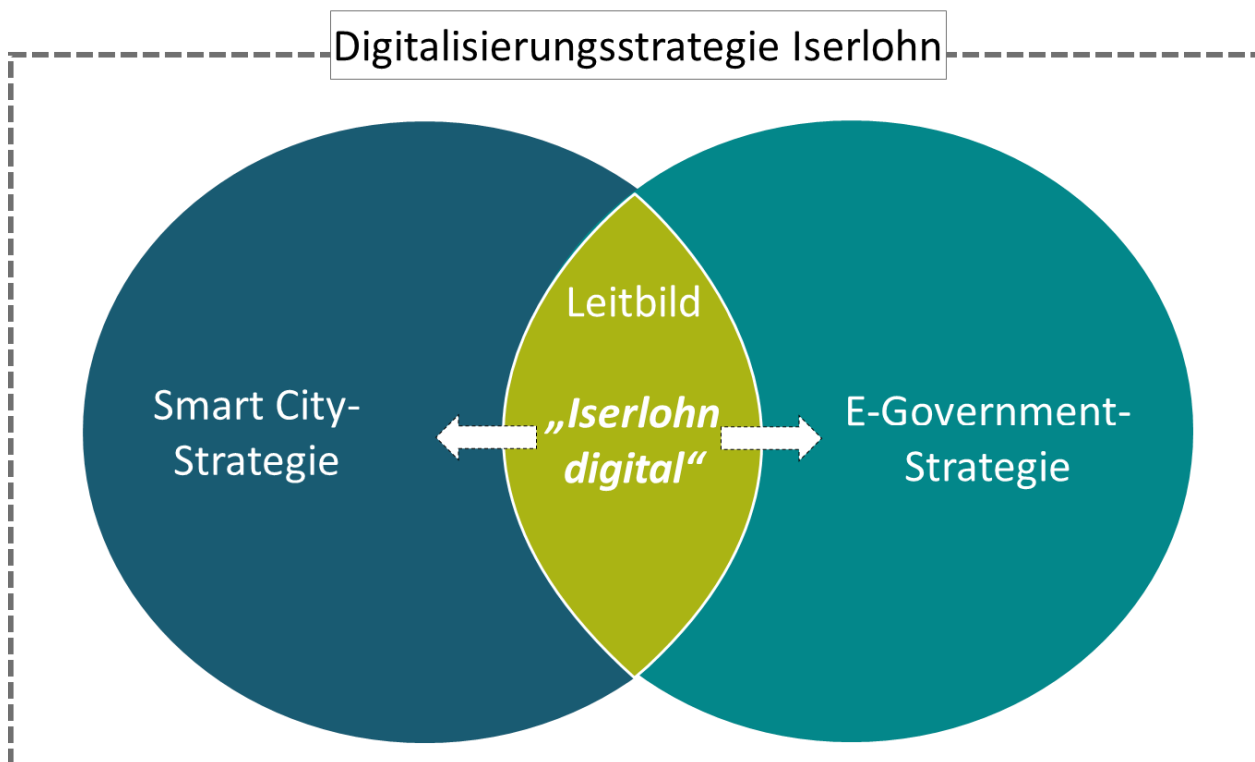 Digitalisierungsstrategie Iserlohn
Smart City-
Strategie
Leitbild
„Iserlohn
digital“
E-Government-
Strategie